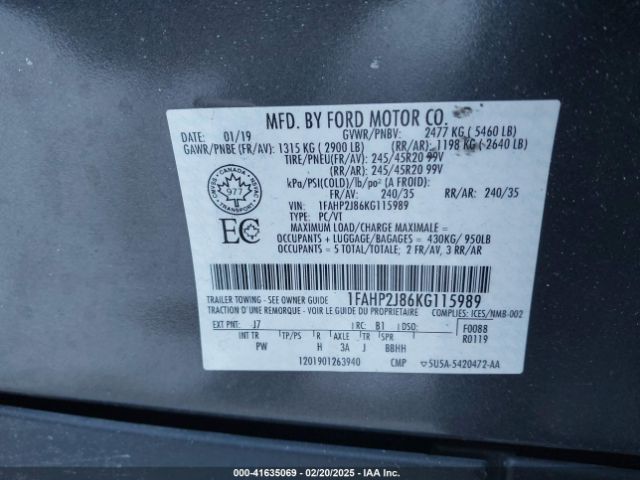 MFD. BY FORD MOTOR CO.
DATE: 01/19 GVWR/PNBV: 2477 KG ( 5460 LB)
GAWR/PNBE (FR/AV): 1315 KG ( 2900 LB) (RR/AR): 1198 KG ( 2640 LB)
TIRE/PNEU(FR/AV): 245/45R20 99V
(RR/AR): 245/45R20 99V
kPa/PSI(COLD)/lb/po² (A FROID):
(FR/AV): 240/35 RR/AR: 240/35
VIN: 1FAHP2J86KG115989
TYPE: PC/VT
MAXIMUM LOAD/CHARGE MAXIMALE =
OCCUPANTS + LUGGAGE/BAGAGES = 430KG/ 950LB
OCCUPANTS = 5 TOTAL/TOTALE; 2 FR/AV, 3 RR/AR
CANADA
977
TRANSPORT
EC
TRAILER TOWING - SEE OWNER GUIDE 1FAHP2J86KG115989
TRACTION D'UNE REMORQUE - VOIR LE GUIDE DU PROPRIETAIRE COMPLIES: ICES/NMB-002
EXT PNT: J7 RC: B1 DSO: F0088
INT TR TP/PS R AXLE TR SPR R0119
PW H 3A J BBHH
1201901263940 CMP 5U5A-5420472-AA
000-41635069 — 02/20/2025 — IAA Inc.